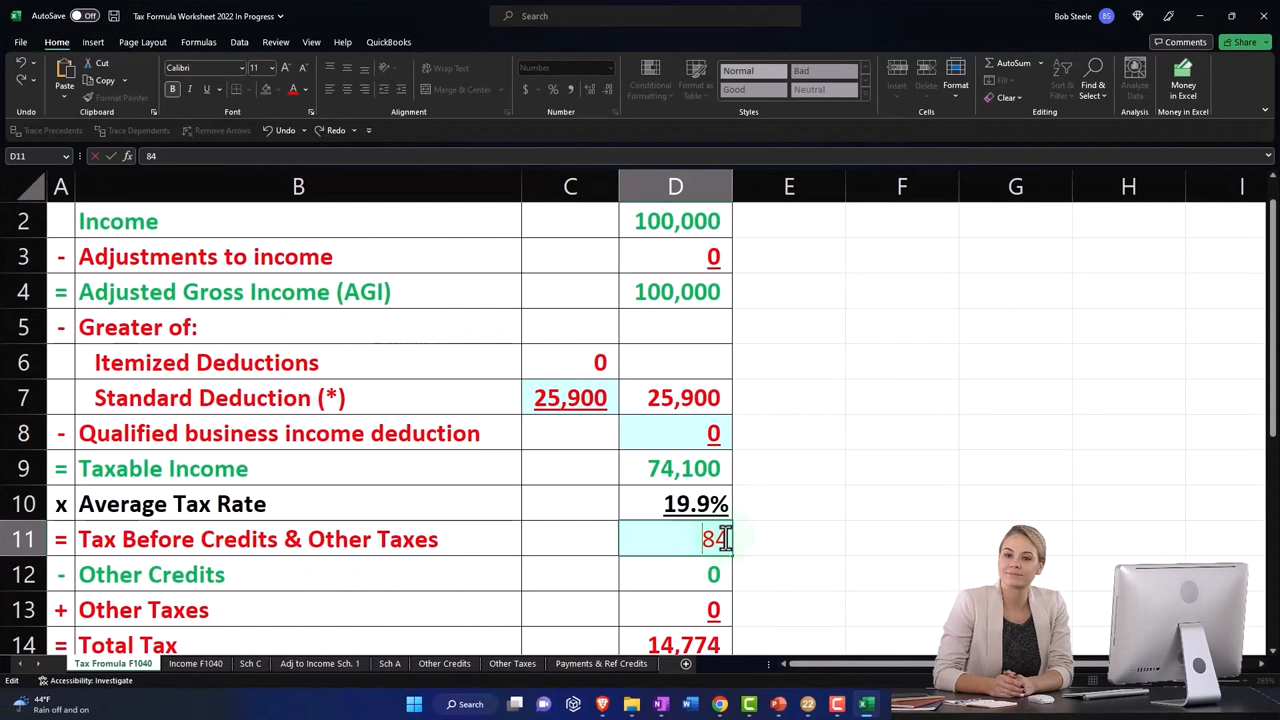 AutoSave Off Tax Formula Worksheet 2022 In Progress Search Bob Steele BS
File Home Insert Page Layout Formulas Data Review View Help QuickBooks Comments Share
Cut Calibri 11 Wrap Text Number Normal Bad AutoSum
Paste Copy Conditional Formatting Format as Table Insert Delete Format Fill Sort & Filter Find & Select Analyze Data Money in Excel
Format Painter B I U Merge & Center $ % Good Neutral Clear
Undo Clipboard Font Alignment Number Styles Cells Editing Analysis Money in Excel
Trace Precedents Trace Dependents Remove Arrows Undo Redo
D11 fx 84
A B C D E F G H I
2 Income 100,000
3 - Adjustments to income 0
4 = Adjusted Gross Income (AGI) 100,000
5 - Greater of:
6 Itemized Deductions 0
7 Standard Deduction (*) 25,900 25,900
8 - Qualified business income deduction 0
9 = Taxable Income 74,100
10 x Average Tax Rate 19.9%
11 = Tax Before Credits & Other Taxes 84
12 - Other Credits 0
13 + Other Taxes 0
14 = Total Tax 14,774
Tax Fromula F1040 Income F1040 Sch C Adj to Income Sch. 1 Sch A Other Credits Other Taxes Payments & Ref Credits
Edit Accessibility: Investigate 265%
44°F
Rain off and on
Search
22